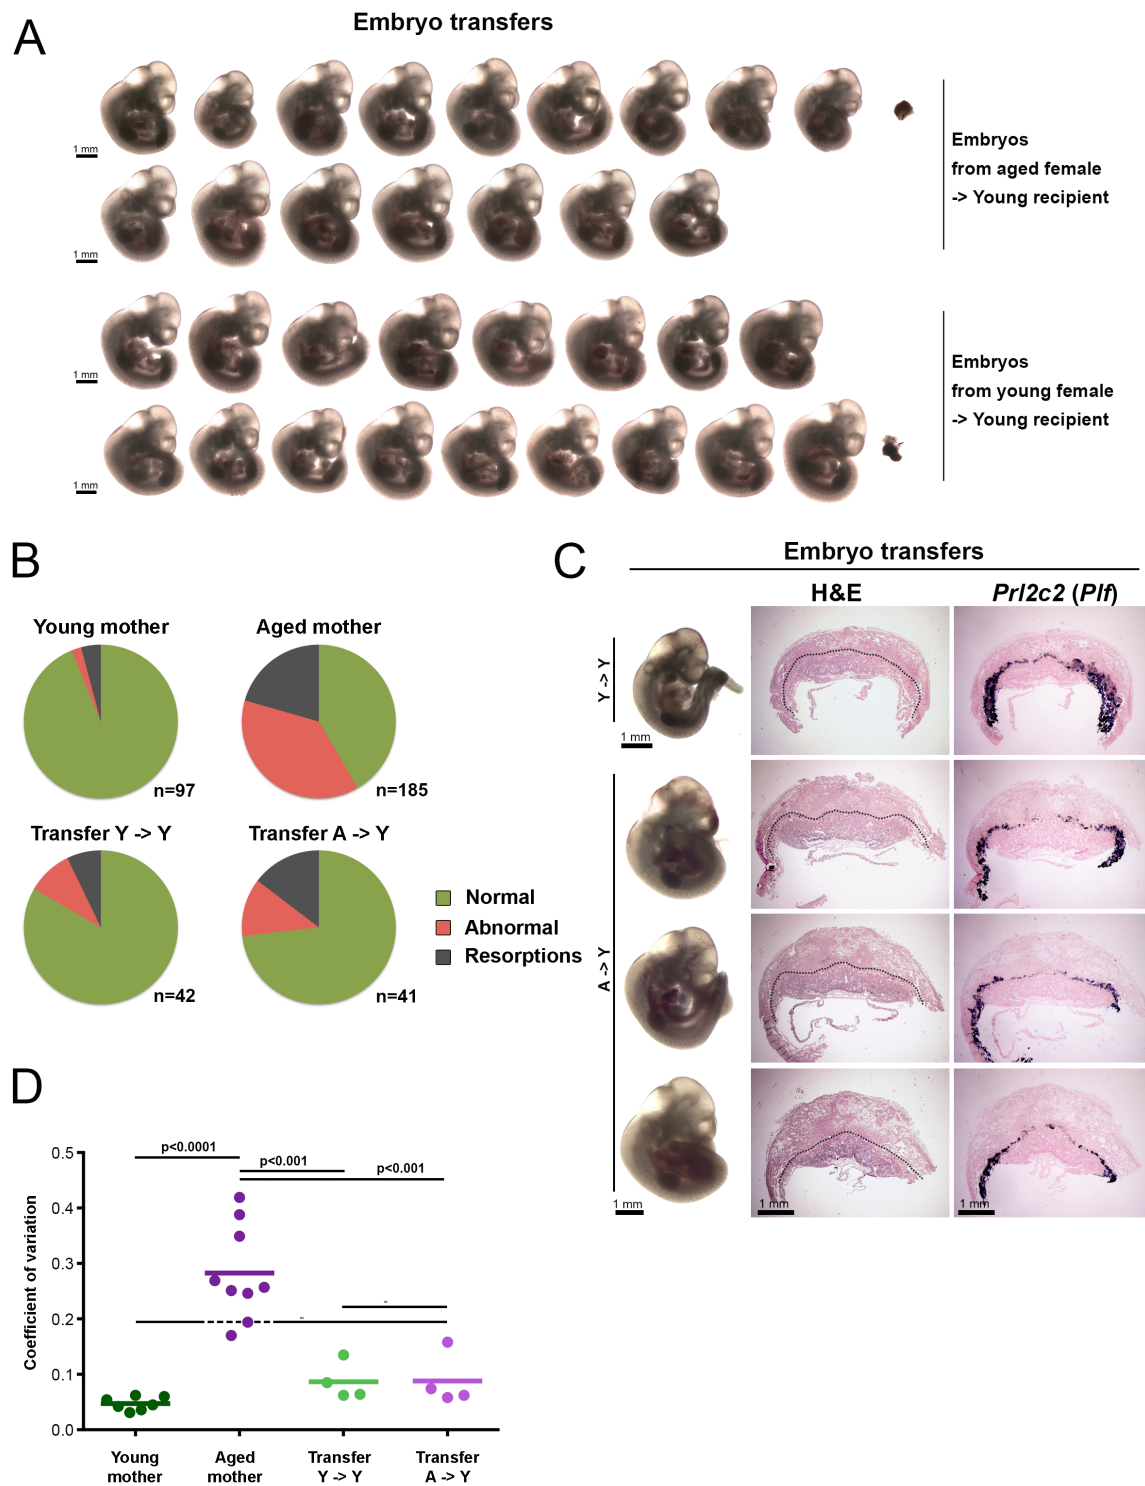 A
Embryo transfers
1 mm
Embryos
from aged female
-> Young recipient
1 mm
1 mm
Embryos
from young female
-> Young recipient
1 mm
B
Young mother
n=97
Aged mother
n=185
Transfer Y -> Y
n=42
Transfer A -> Y
n=41
Normal
Abnormal
Resorptions
C
Embryo transfers
H&E
Prl2c2 (Plf)
Y -> Y
1 mm
A -> Y
1 mm
1 mm
1 mm
D
Coefficient of variation
0.5
0.4
0.3
0.2
0.1
0.0
p<0.0001
p<0.001
p<0.001
-
-
Young
mother
Aged
mother
Transfer
Y -> Y
Transfer
A -> Y